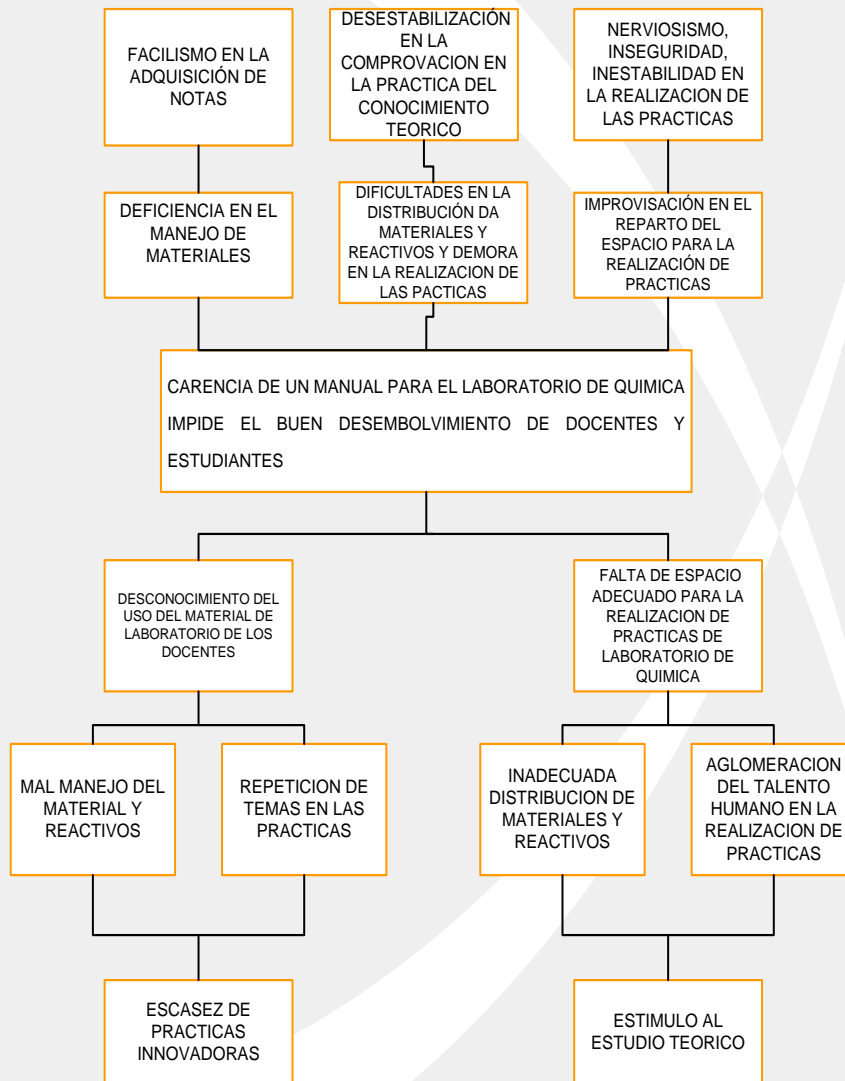 FACILISMO EN LA
ADQUISICIÓN DE
NOTAS
DESESTABILIZACIÓN
EN LA
COMPROVACION EN
LA PRACTICA DEL
CONOCIMIENTO
TEORICO
NERVIOSISMO,
INSEGURIDAD,
INESTABILIDAD EN
LA REALIZACION DE
LAS PRACTICAS
DEFICIENCIA EN EL
MANEJO DE
MATERIALES
DIFICULTADES EN LA
DISTRIBUCIÓN DA
MATERIALES Y
REACTIVOS Y DEMORA
EN LA REALIZACION DE
LAS PACTICAS
IMPROVISACIÓN EN EL
REPARTO DEL
ESPACIO PARA LA
REALIZACIÓN DE
PRACTICAS
CARENCIA DE UN MANUAL PARA EL LABORATORIO DE QUIMICA
IMPIDE EL BUEN DESEMBOLVIMIENTO DE DOCENTES Y
ESTUDIANTES
DESCONOCIMIENTO DEL
USO DEL MATERIAL DE
LABORATORIO DE LOS
DOCENTES
FALTA DE ESPACIO
ADECUADO PARA LA
REALIZACION DE
PRACTICAS DE
LABORATORIO DE
QUIMICA
MAL MANEJO DEL
MATERIAL Y
REACTIVOS
REPETICION DE
TEMAS EN LAS
PRACTICAS
INADECUADA
DISTRIBUCION DE
MATERIALES Y
REACTIVOS
AGLOMERACION
DEL TALENTO
HUMANO EN LA
REALIZACION DE
PRACTICAS
ESCASEZ DE
PRACTICAS
INNOVADORAS
ESTIMULO AL
ESTUDIO TEORICO